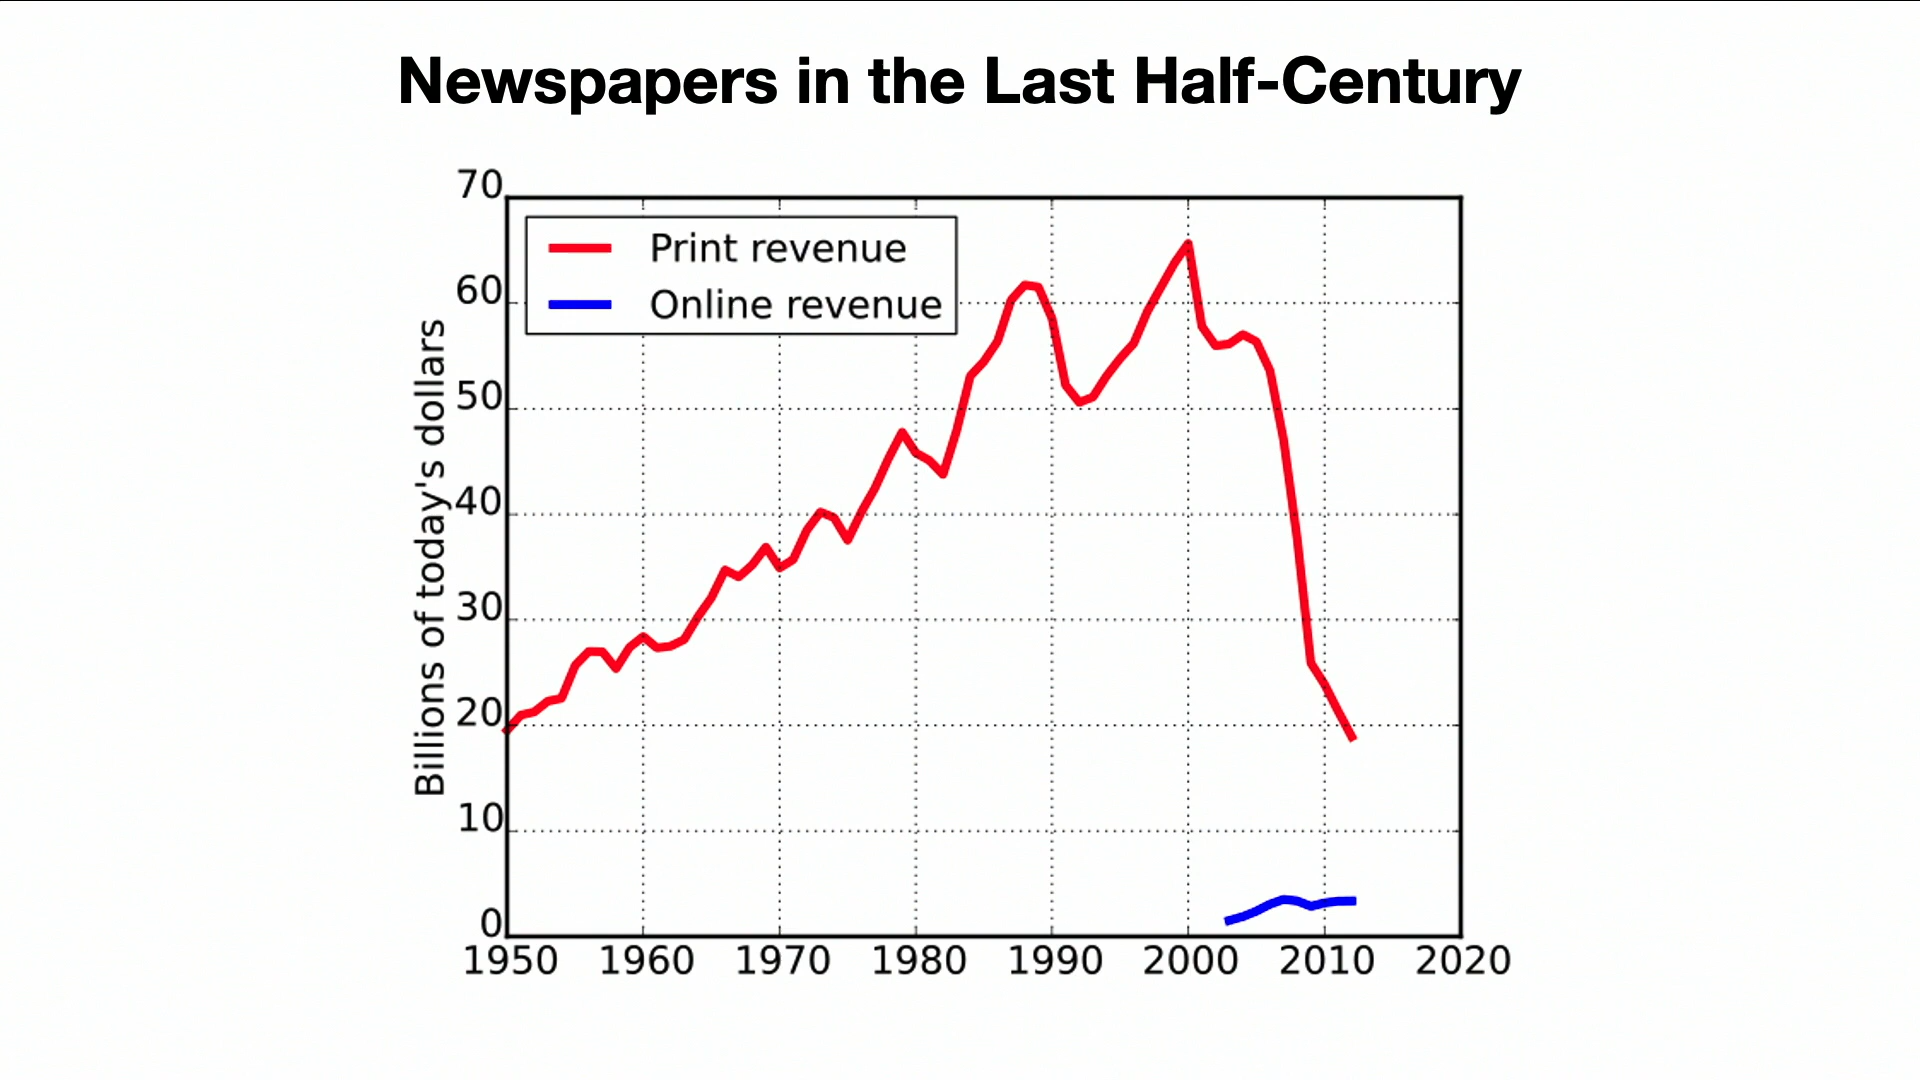 Newspapers in the Last Half-Century
70
60
50
40
30
20
10
0
Billions of today's dollars
Print revenue
Online revenue
1950 1960 1970 1980 1990 2000 2010 2020